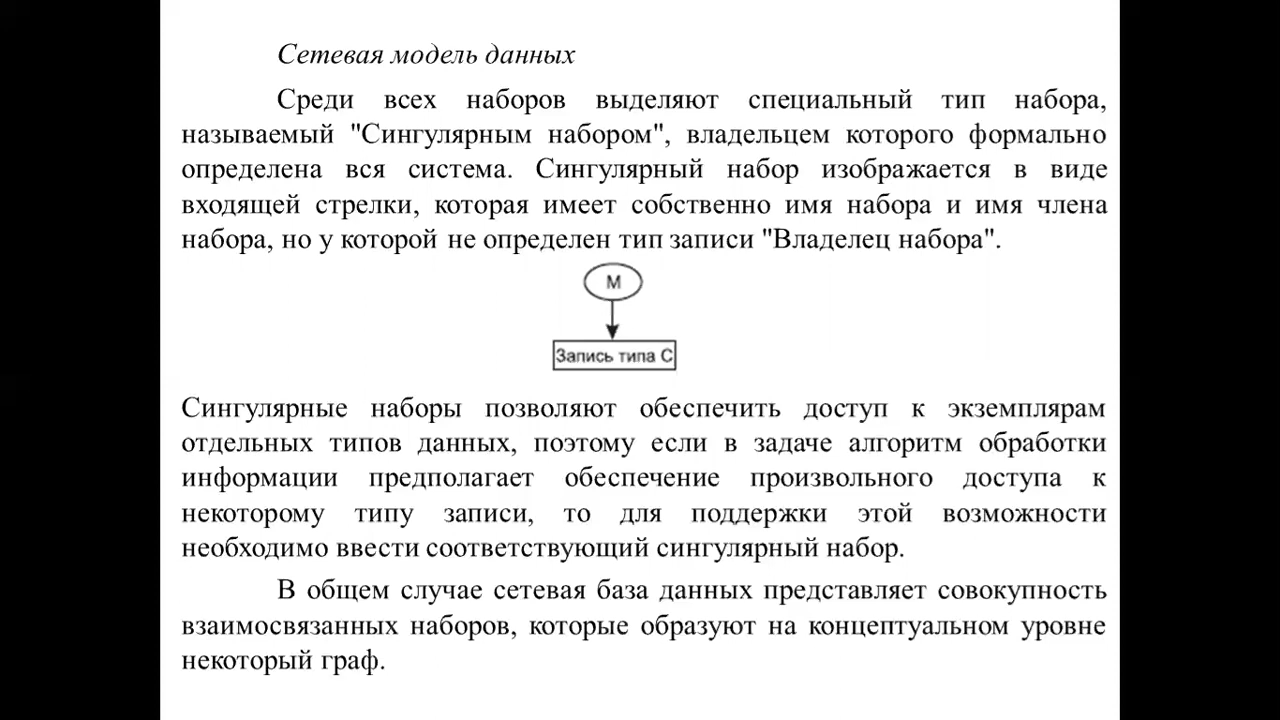 Сетевая модель данных
Среди всех наборов выделяют специальный тип набора,
называемый "Сингулярным набором", владельцем которого формально
определена вся система. Сингулярный набор изображается в виде
входящей стрелки, которая имеет собственно имя набора и имя члена
набора, но у которой не определен тип записи "Владелец набора".
М
Запись типа С
Сингулярные наборы позволяют обеспечить доступ к экземплярам
отдельных типов данных, поэтому если в задаче алгоритм обработки
информации предполагает обеспечение произвольного доступа к
некоторому типу записи, то для поддержки этой возможности
необходимо ввести соответствующий сингулярный набор.
В общем случае сетевая база данных представляет совокупность
взаимосвязанных наборов, которые образуют на концептуальном уровне
некоторый граф.